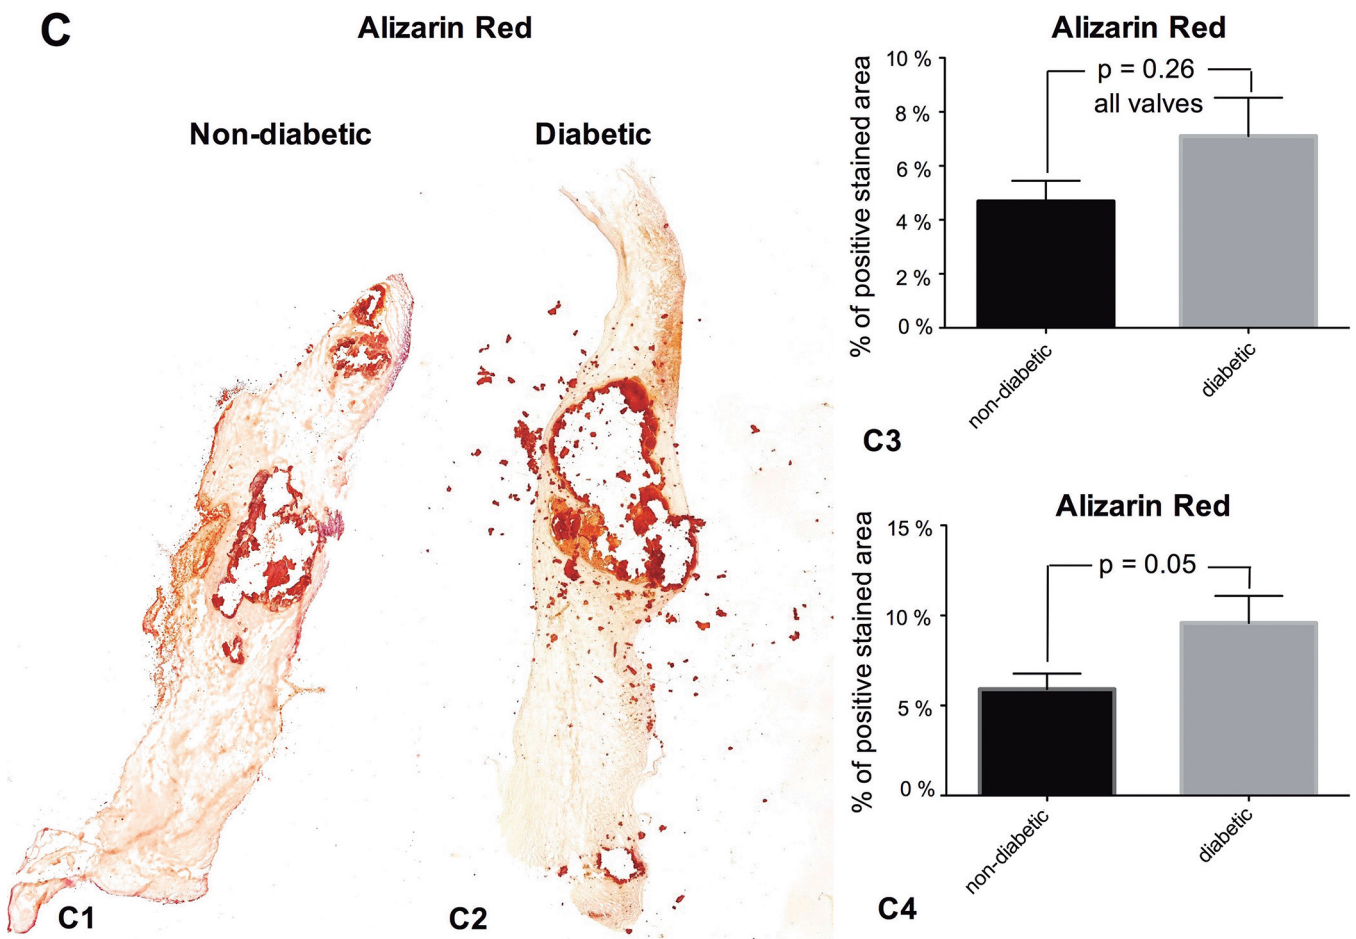 C
Alizarin Red
Non-diabetic
Diabetic
C1
C2
Alizarin Red
% of positive stained area
10 %
8 %
6 %
4 %
2 %
0 %
p = 0.26
all valves
non-diabetic
diabetic
C3
Alizarin Red
% of positive stained area
15 %
10 %
5 %
0 %
p = 0.05
non-diabetic
diabetic
C4